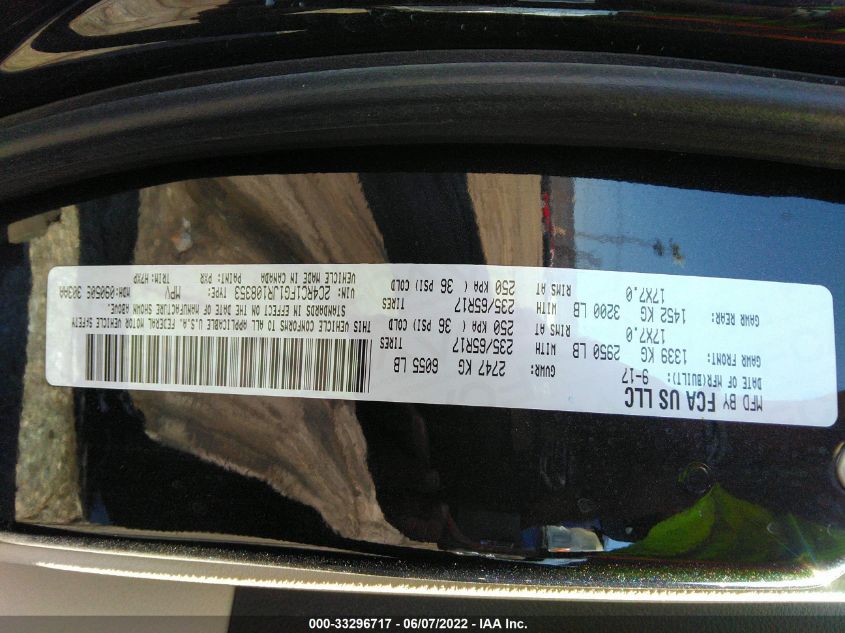 MFD BY FCA US LLC
DATE OF MFR(BUILT): 9-17
GVWR: 2747 KG 6055 LB
GAWR FRONT: 1339 KG 2950 LB WITH 235/65R17 TIRES
17X7.0 RIMS AT 250 KPA ( 36 PSI) COLD
GAWR REAR: 1452 KG 3200 LB WITH 235/65R17 TIRES
17X7.0 RIMS AT 250 KPA ( 36 PSI) COLD
THIS VEHICLE CONFORMS TO ALL APPLICABLE U.S.A. FEDERAL MOTOR VEHICLE SAFETY
STANDARDS IN EFFECT ON THE DATE OF MANUFACTURE SHOWN ABOVE.
VIN: 2C4RC1FG1JR108353 TYPE: MPV MDH:09050E 303AA
VEHICLE MADE IN CANADA PAINT: PXR TRIM: H7XP
000-33296717 - 06/07/2022 - IAA Inc.